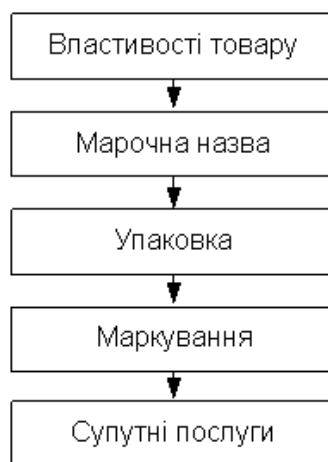 Властивості товару
Марочна назва
Упаковка
Маркування
Супутні послуги